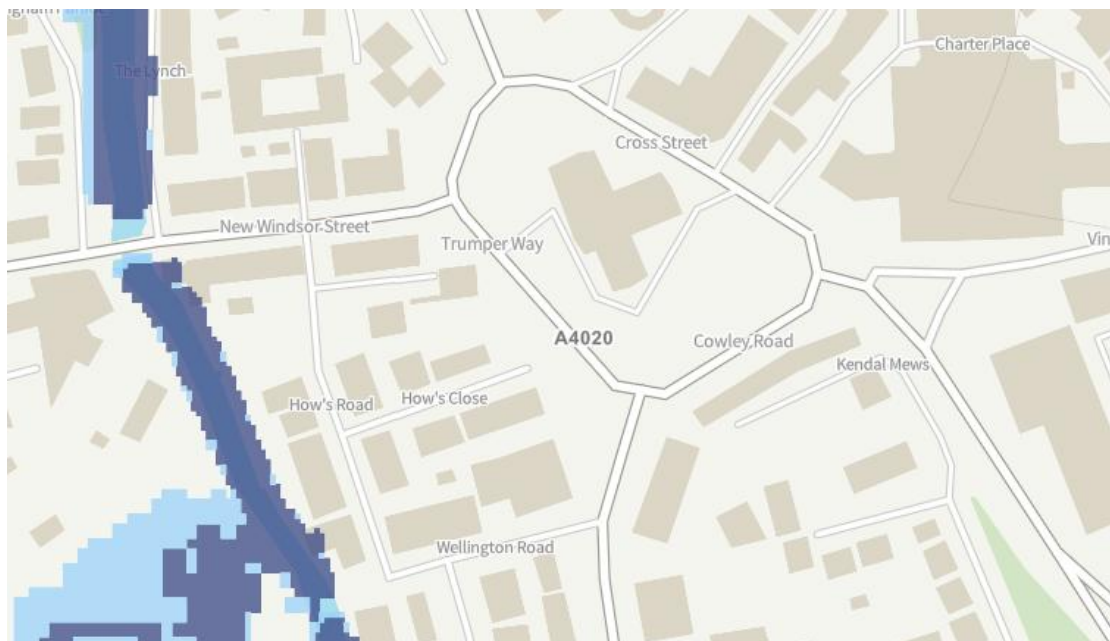 Charter Place
The Lynch
Cross Street
New Windsor Street
Trumper Way
Vin
A4020
Cowley Road
Kendal Mews
How's Road
How's Close
Wellington Road